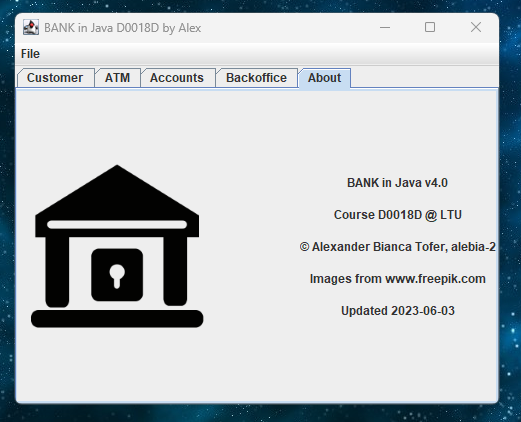 BANK in Java D0018D by Alex
File
Customer ATM Accounts Backoffice About
BANK in Java v4.0
Course D0018D @ LTU
© Alexander Bianca Tofer, alebia-2
Images from www.freepik.com
Updated 2023-06-03